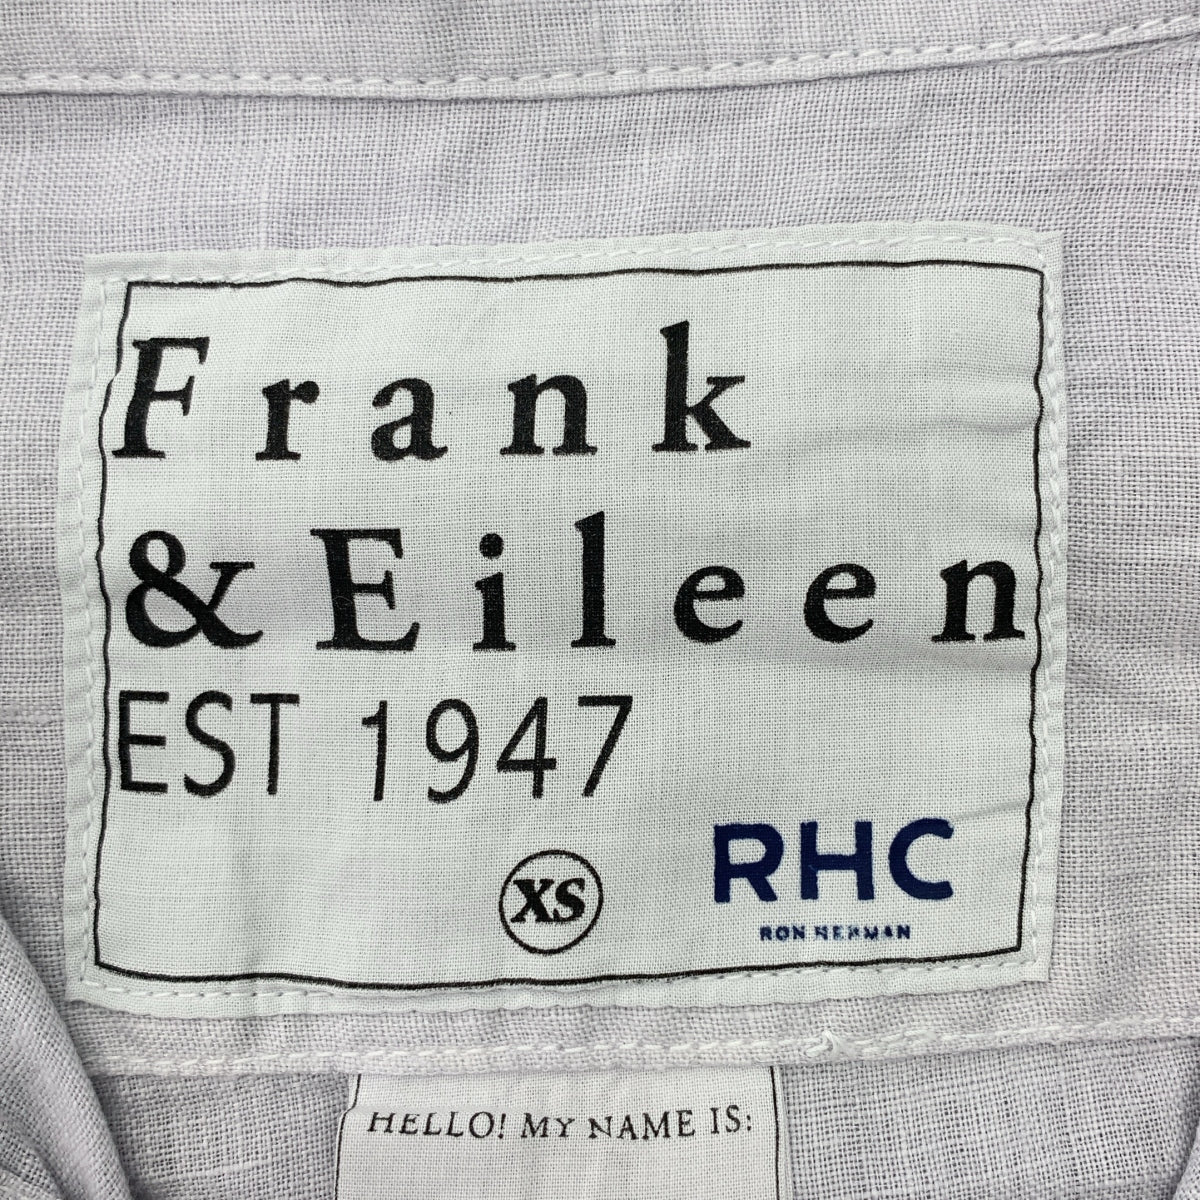 Frank
& Eileen
EST 1947
XS
RHC
RON HERMAN
HELLO! MY NAME IS: